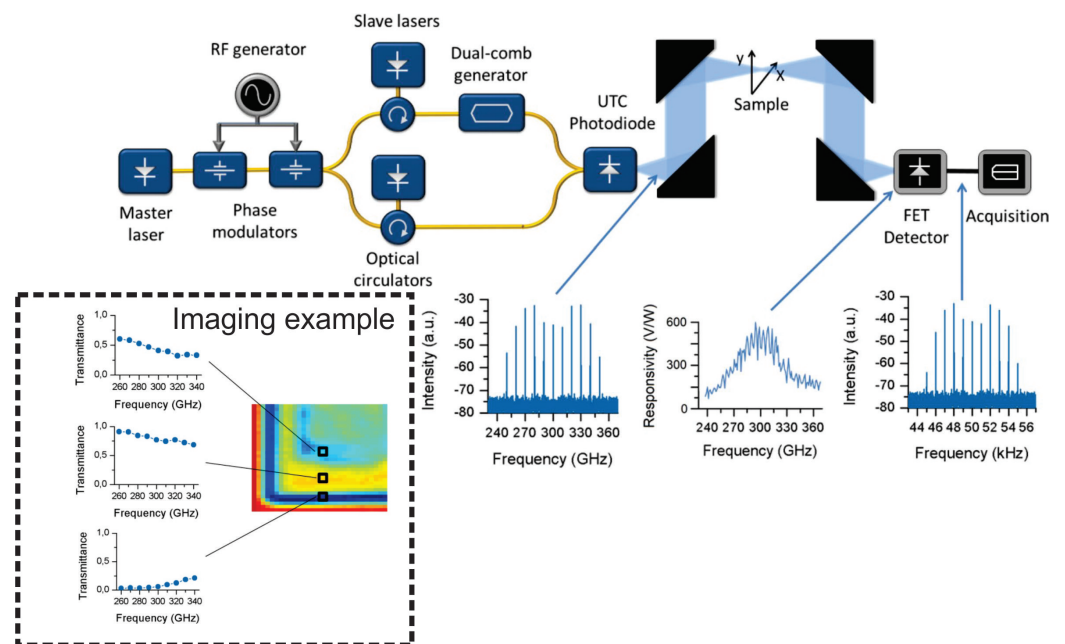 Slave lasers
RF generator
Dual-comb
generator
UTC
Photodiode
y
x
Sample
Master
laser
Phase
modulators
Optical
circulators
FET
Detector
Acquisition
Imaging example
Transmittance
1,0
0,5
0,0
260 280 300 320 340
Frequency (GHz)
Transmittance
1,0
0,5
0,0
260 280 300 320 340
Frequency (GHz)
Transmittance
1,0
0,5
0,0
260 280 300 320 340
Frequency (GHz)
Intensity (a.u.)
-30
-40
-50
-60
-70
-80
240 270 300 330 360
Frequency (GHz)
Responsivity (V/W)
600
300
0
240 270 300 330 360
Frequency (GHz)
Intensity (a.u.)
-30
-40
-50
-60
-70
-80
44 46 48 50 52 54 56
Frequency (kHz)